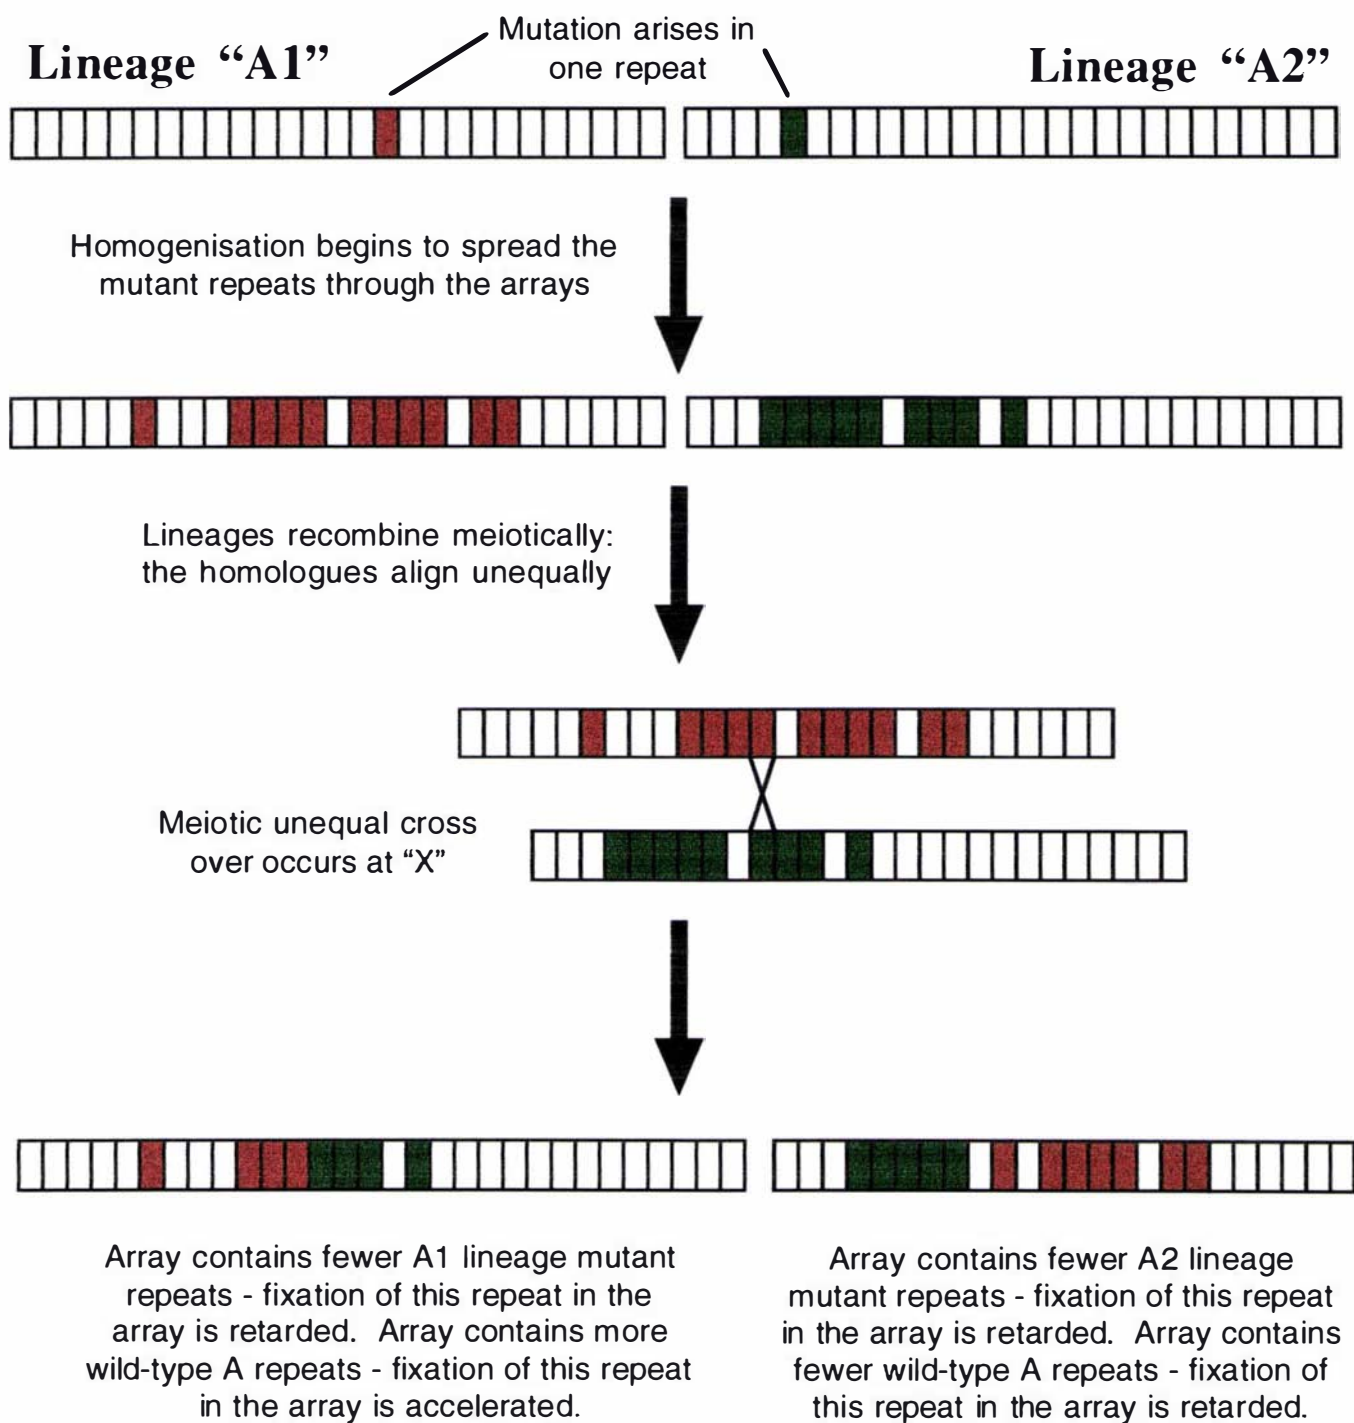 Mutation arises in
one repeat
Lineage “A1”
Lineage “A2”
Homogenisation begins to spread the
mutant repeats through the arrays
Lineages recombine meiotically:
the homologues align unequally
Meiotic unequal cross
over occurs at “X”
Array contains fewer A1 lineage mutant
repeats - fixation of this repeat in the
array is retarded. Array contains more
wild-type A repeats - fixation of this repeat
in the array is accelerated.
Array contains fewer A2 lineage
mutant repeats - fixation of this repeat
in the array is retarded. Array contains
fewer wild-type A repeats - fixation of
this repeat in the array is retarded.